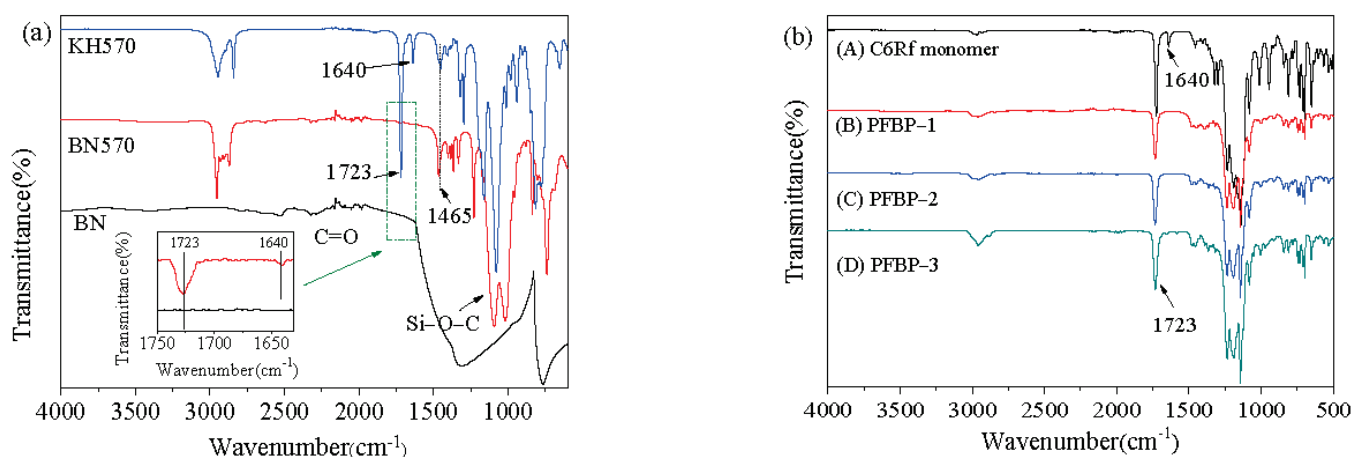 (a)
KH570
1640
BN570
1723
1465
BN
C=O
Si–O–C
1723
1640
Transmittance(%)
1750
1700
1650
Wavenumber(cm⁻¹)
Transmittance(%)
4000
3500
3000
2500
2000
1500
1000
Wavenumber(cm⁻¹)
(b)
(A) C6Rf monomer
1640
(B) PFBP–1
(C) PFBP–2
(D) PFBP–3
1723
Transmittance(%)
4000
3500
3000
2500
2000
1500
1000
500
Wavenumber(cm⁻¹)